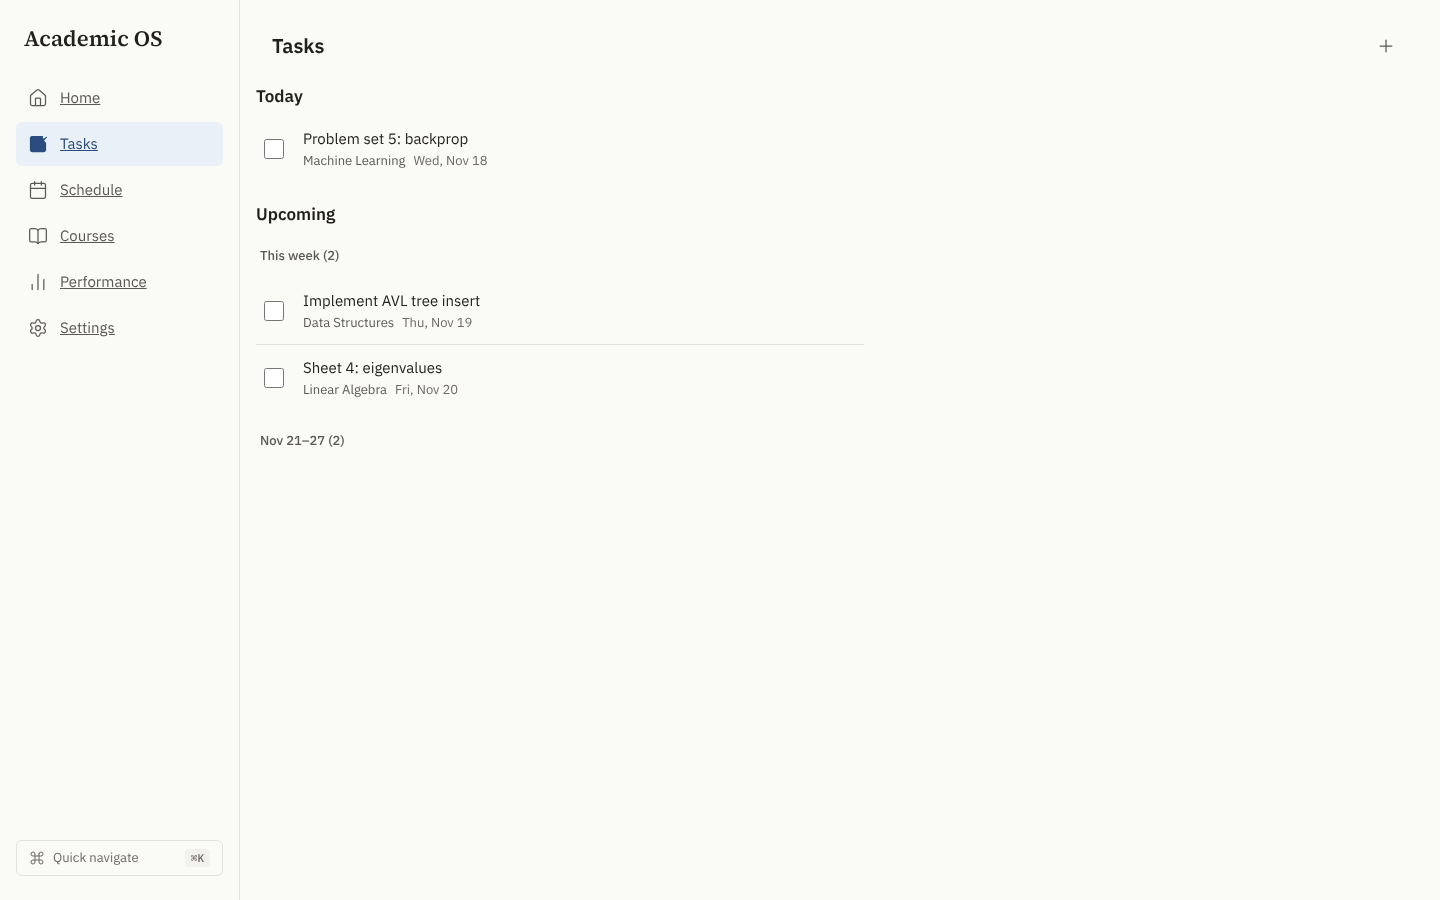 Academic OS
Home
Tasks
Schedule
Courses
Performance
Settings
Quick navigate ⌘K
Tasks
Today
Problem set 5: backprop
Machine Learning Wed, Nov 18
Upcoming
This week (2)
Implement AVL tree insert
Data Structures Thu, Nov 19
Sheet 4: eigenvalues
Linear Algebra Fri, Nov 20
Nov 21–27 (2)